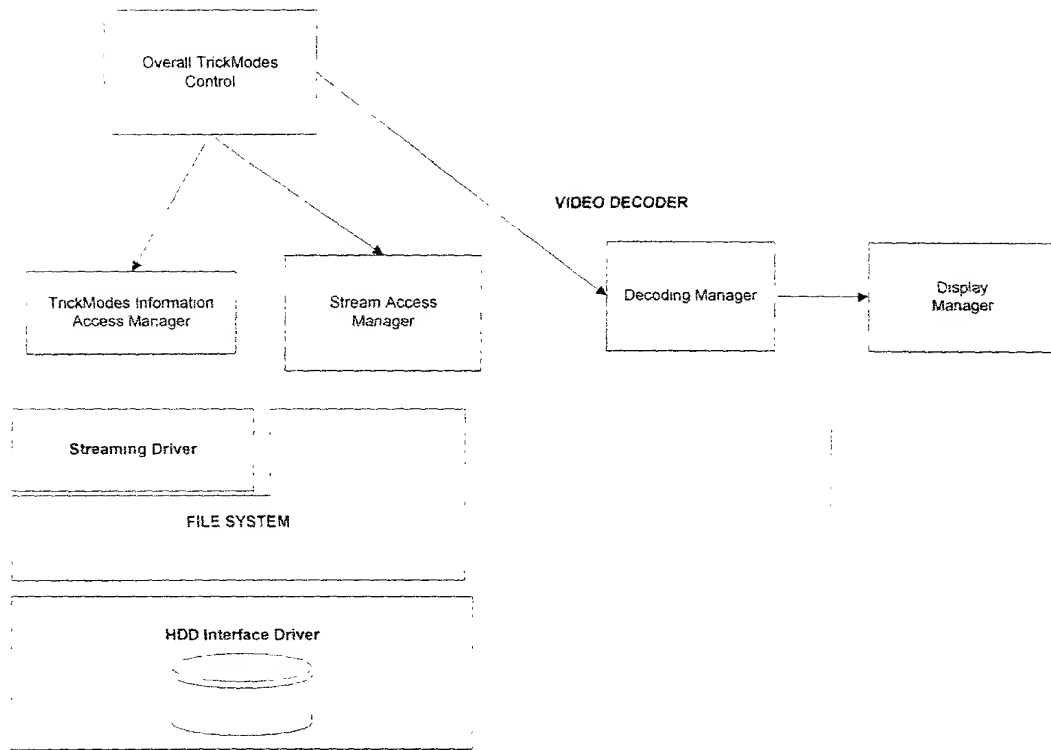 Overall TrickModes
Control
VIDEO DECODER
TrickModes Information
Access Manager
Stream Access
Manager
Decoding Manager
Display
Manager
Streaming Driver
FILE SYSTEM
HDD Interface Driver